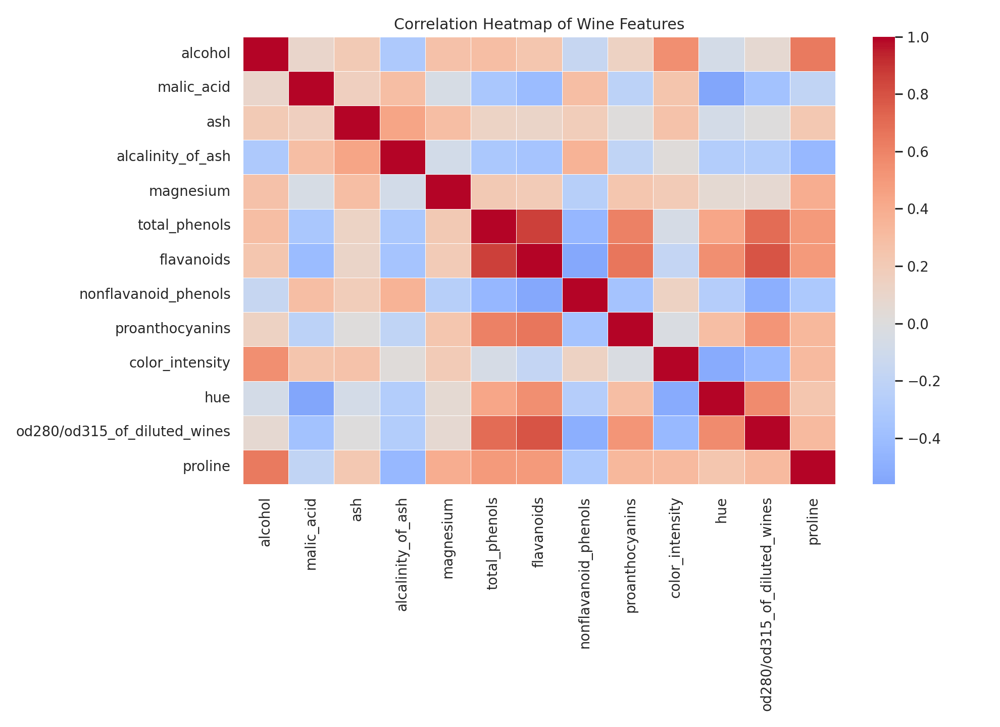 Correlation Heatmap of Wine Features
alcohol
malic_acid
ash
alcalinity_of_ash
magnesium
total_phenols
flavanoids
nonflavanoid_phenols
proanthocyanins
color_intensity
hue
od280/od315_of_diluted_wines
proline
alcohol
malic_acid
ash
alcalinity_of_ash
magnesium
total_phenols
flavanoids
nonflavanoid_phenols
proanthocyanins
color_intensity
hue
od280/od315_of_diluted_wines
proline
1.0
0.8
0.6
0.4
0.2
0.0
−0.2
−0.4